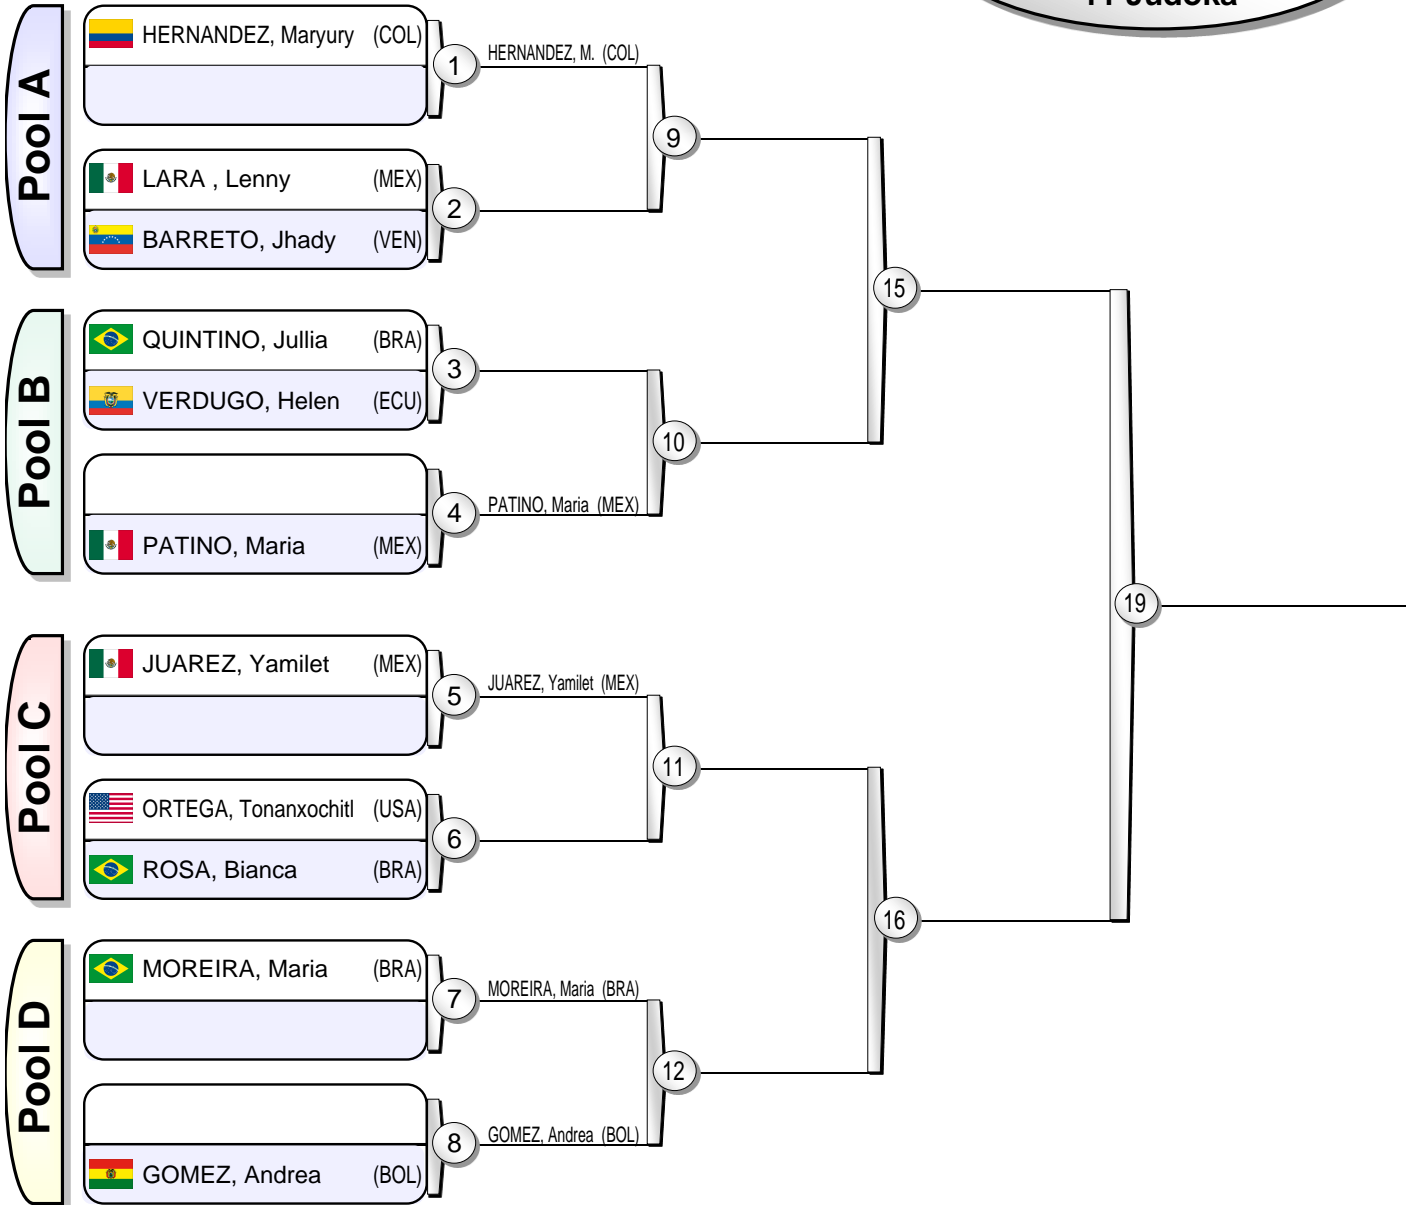 11 Judoka
Pool A
HERNANDEZ, Maryury (COL)
1
HERNANDEZ, M. (COL)
9
LARA , Lenny (MEX)
2
BARRETO, Jhady (VEN)
15
Pool B
QUINTINO, Jullia (BRA)
3
VERDUGO, Helen (ECU)
10
4
PATINO, Maria (MEX)
PATINO, Maria (MEX)
19
Pool C
JUAREZ, Yamilet (MEX)
5
JUAREZ, Yamilet (MEX)
11
ORTEGA, Tonanxochitl (USA)
6
ROSA, Bianca (BRA)
16
Pool D
MOREIRA, Maria (BRA)
7
MOREIRA, Maria (BRA)
12
8
GOMEZ, Andrea (BOL)
GOMEZ, Andrea (BOL)